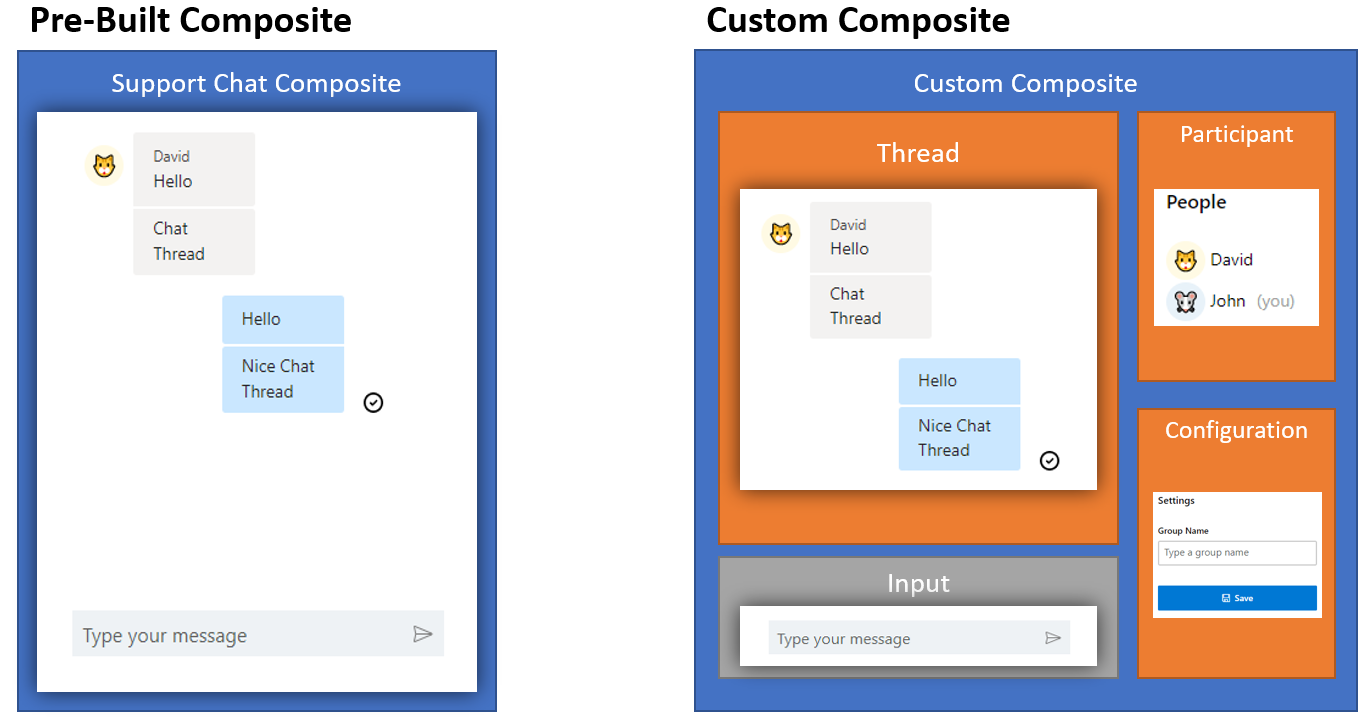 Pre-Built Composite
Support Chat Composite
David
Hello
Chat
Thread
Hello
Nice Chat
Thread
Type your message
Custom Composite
Custom Composite
Thread
David
Hello
Chat
Thread
Hello
Nice Chat
Thread
Input
Type your message
Participant
People
David
John (you)
Configuration
Settings
Group Name
Type a group name
Save